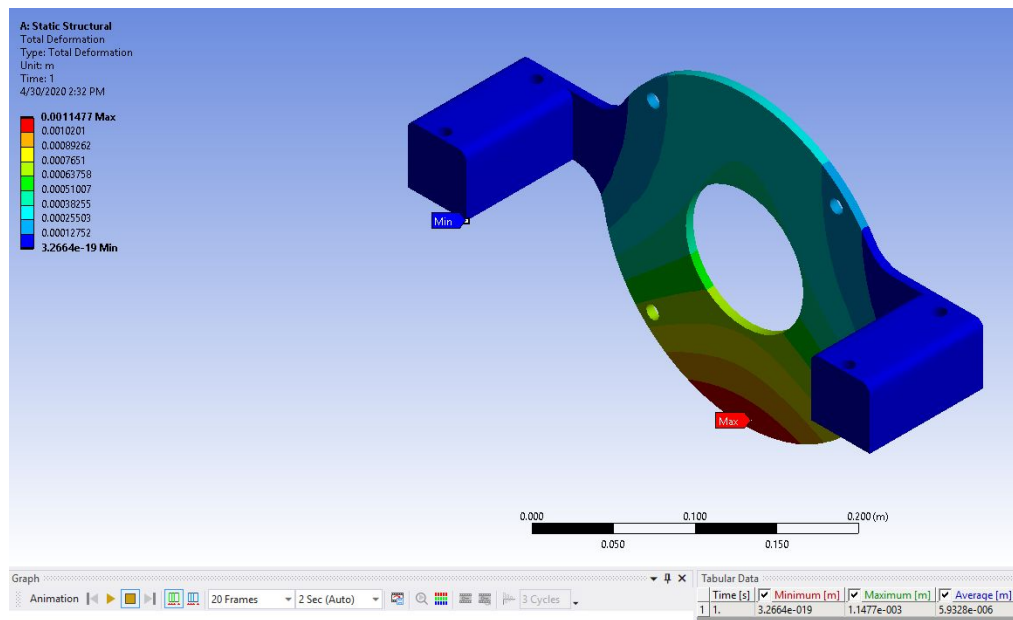 A: Static Structural
Total Deformation
Type: Total Deformation
Unit: m
Time: 1
4/30/2020 2:32 PM
0.0011477 Max
0.0010201
0.00089262
0.0007651
0.00063758
0.00051007
0.00038255
0.00025503
0.00012752
3.2664e-19 Min
Min
Max
0.000 0.100 0.200 (m)
0.050 0.150
Graph
Animation 20 Frames 2 Sec (Auto) 3 Cycles
Tabular Data
Time [s] Minimum [m] Maximum [m] Average [m]
1 1. 3.2664e-019 1.1477e-003 5.9328e-006